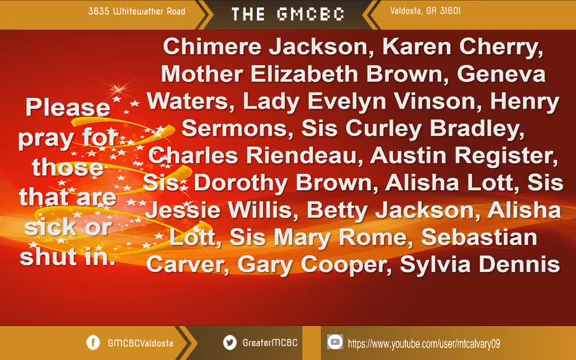 3835 Whitewather Road
THE GMCBC
Valdosta, GA 31601
Please
pray for
those
that are
sick or
shut in.
Chimere Jackson, Karen Cherry,
Mother Elizabeth Brown, Geneva
Waters, Lady Evelyn Vinson, Henry
Sermons, Sis Curley Bradley,
Charles Riendeau, Austin Register,
Sis. Dorothy Brown, Alisha Lott, Sis
Jessie Willis, Betty Jackson, Alisha
Lott, Sis Mary Rome, Sebastian
Carver, Gary Cooper, Sylvia Dennis
GMCBCValdosta
GreaterMCBC
https://www.youtube.com/user/mtcalvary09